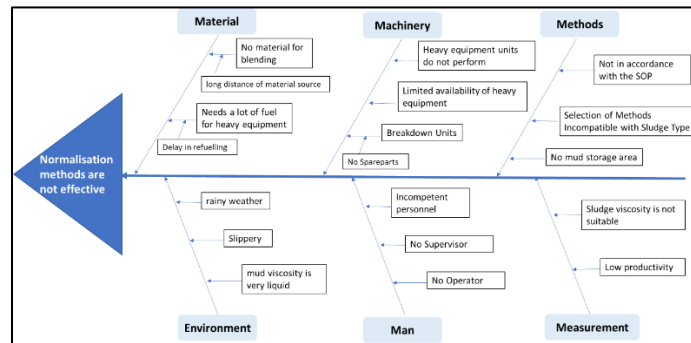 Material
Machinery
Methods
No material for
blending
long distance of material source
Needs a lot of fuel
for heavy equipment
Delay in refuelling
Heavy equipment units
do not perform
Limited availability of heavy
equipment
Breakdown Units
No Spareparts
Not in accordance
with the SOP
Selection of Methods
Incompatible with Sludge Type
No mud storage area
Normalisation
methods are
not effective
rainy weather
Slippery
mud viscosity is
very liquid
Incompetent
personnel
No Supervisor
No Operator
Sludge viscosity is not
suitable
Low productivity
Environment
Man
Measurement